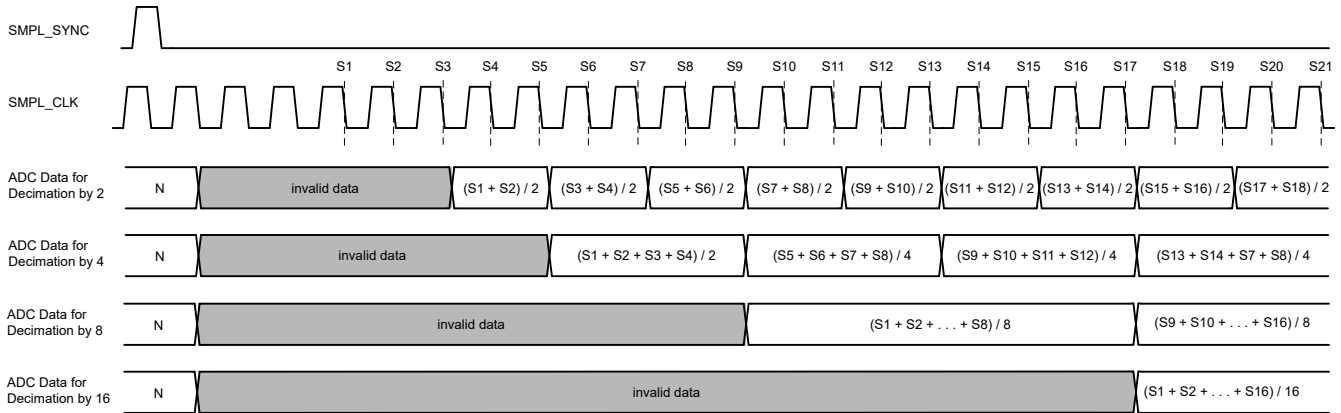 SMPL_SYNC
S1 S2 S3 S4 S5 S6 S7 S8 S9 S10 S11 S12 S13 S14 S15 S16 S17 S18 S19 S20 S21
SMPL_CLK
ADC Data for
Decimation by 2
N invalid data (S1 + S2) / 2 (S3 + S4) / 2 (S5 + S6) / 2 (S7 + S8) / 2 (S9 + S10) / 2 (S11 + S12) / 2 (S13 + S14) / 2 (S15 + S16) / 2 (S17 + S18) / 2
ADC Data for
Decimation by 4
N invalid data (S1 + S2 + S3 + S4) / 2 (S5 + S6 + S7 + S8) / 4 (S9 + S10 + S11 + S12) / 4 (S13 + S14 + S7 + S8) / 4
ADC Data for
Decimation by 8
N invalid data (S1 + S2 + . . . + S8) / 8 (S9 + S10 + . . . + S16) / 8
ADC Data for
Decimation by 16
N invalid data (S1 + S2 + . . . + S16) / 16